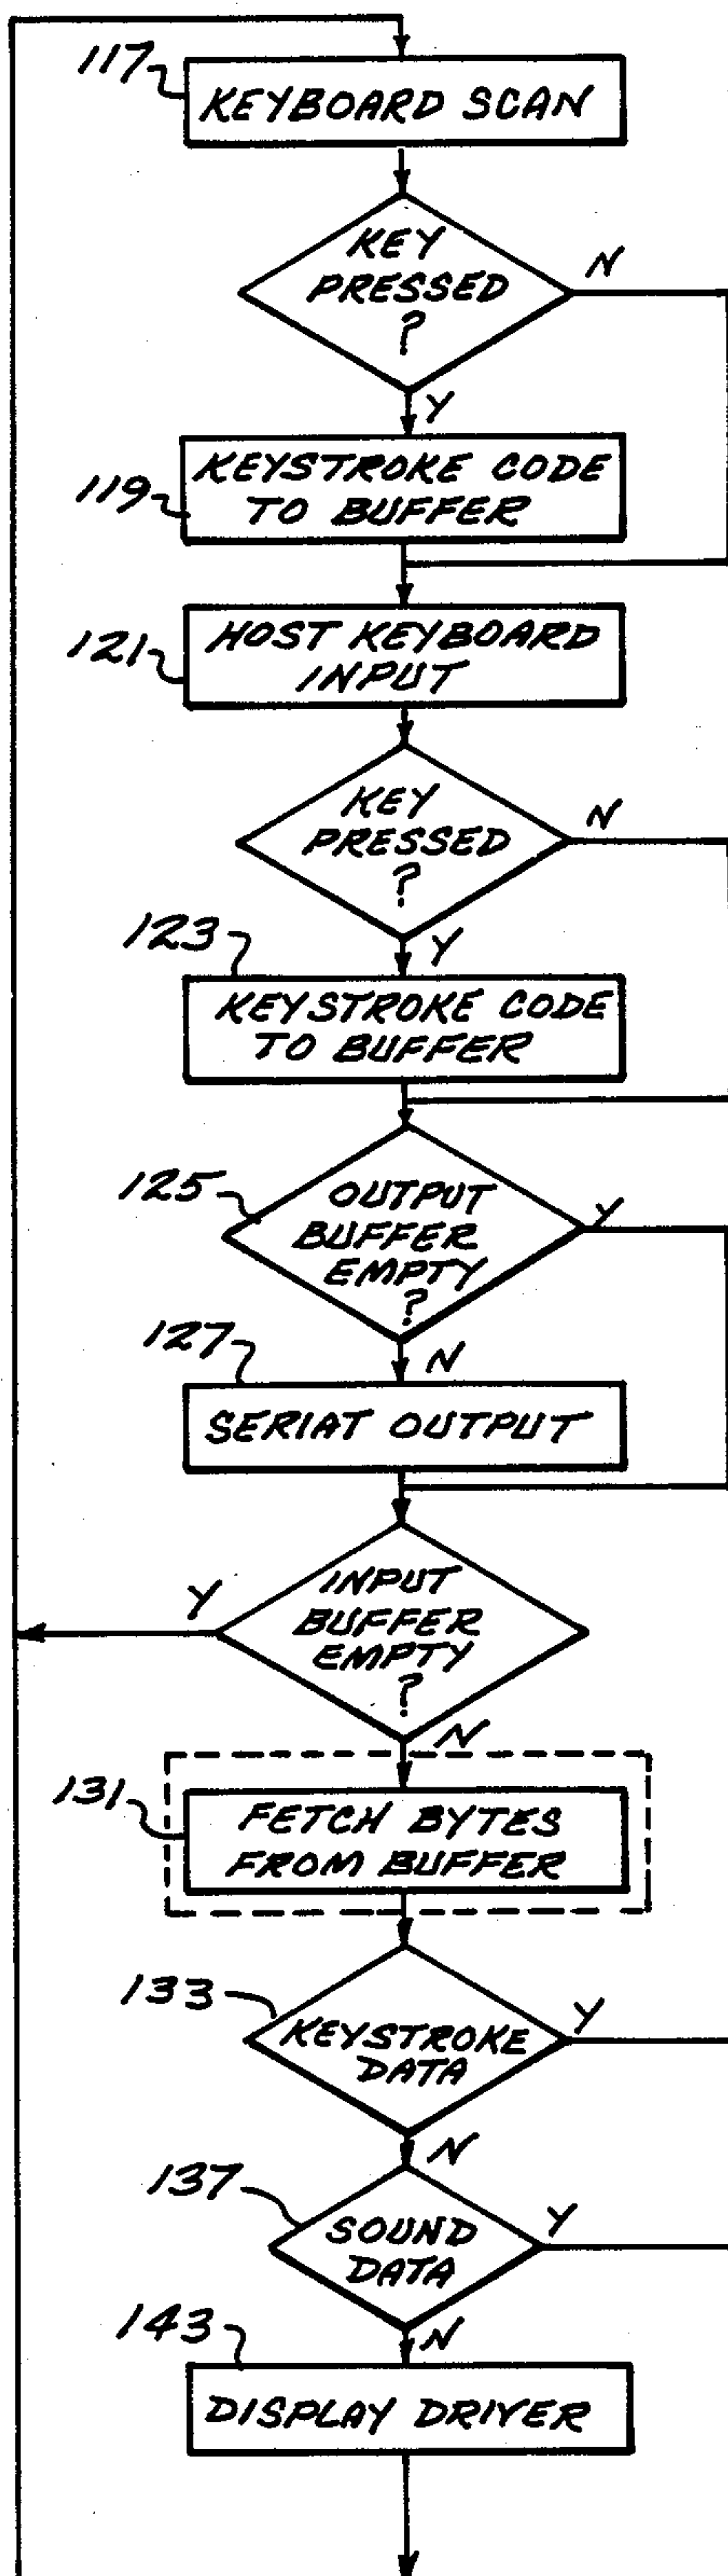 117
KEYBOARD SCAN
KEY
PRESSED
?
N
Y
119
KEYSTROKE CODE
TO BUFFER
121
HOST KEYBOARD
INPUT
KEY
PRESSED
?
N
Y
123
KEYSTROKE CODE
TO BUFFER
125
OUTPUT
BUFFER
EMPTY
?
Y
N
127
SERIAT OUTPUT
INPUT
BUFFER
EMPTY
?
Y
N
131
FETCH BYTES
FROM BUFFER
133
KEYSTROKE
DATA
Y
N
137
SOUND
DATA
Y
N
143
DISPLAY DRIVER